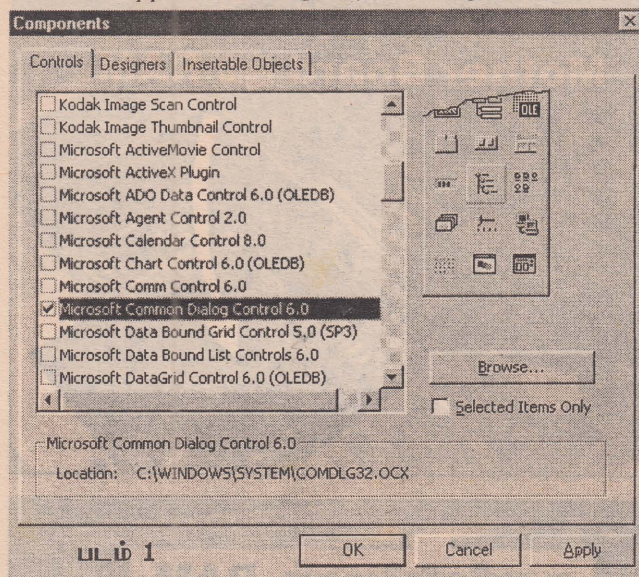 Components
Controls
Designers
Insertable Objects
Kodak Image Scan Control
Kodak Image Thumbnail Control
Microsoft ActiveMovie Control
Microsoft ActiveX Plugin
Microsoft ADO Data Control 6.0 (OLEDB)
Microsoft Agent Control 2.0
Microsoft Calendar Control 8.0
Microsoft Chart Control 6.0 (OLEDB)
Microsoft Comm Control 6.0
Microsoft Common Dialog Control 6.0
Microsoft Data Bound Grid Control 5.0 (SP3)
Microsoft Data Bound List Controls 6.0
Microsoft DataGrid Control 6.0 (OLEDB)
OLE
Browse...
Selected Items Only
Microsoft Common Dialog Control 6.0
Location: C:\WINDOWS\SYSTEM\COMDLG32.OCX
படம் 1
OK
Cancel
Apply